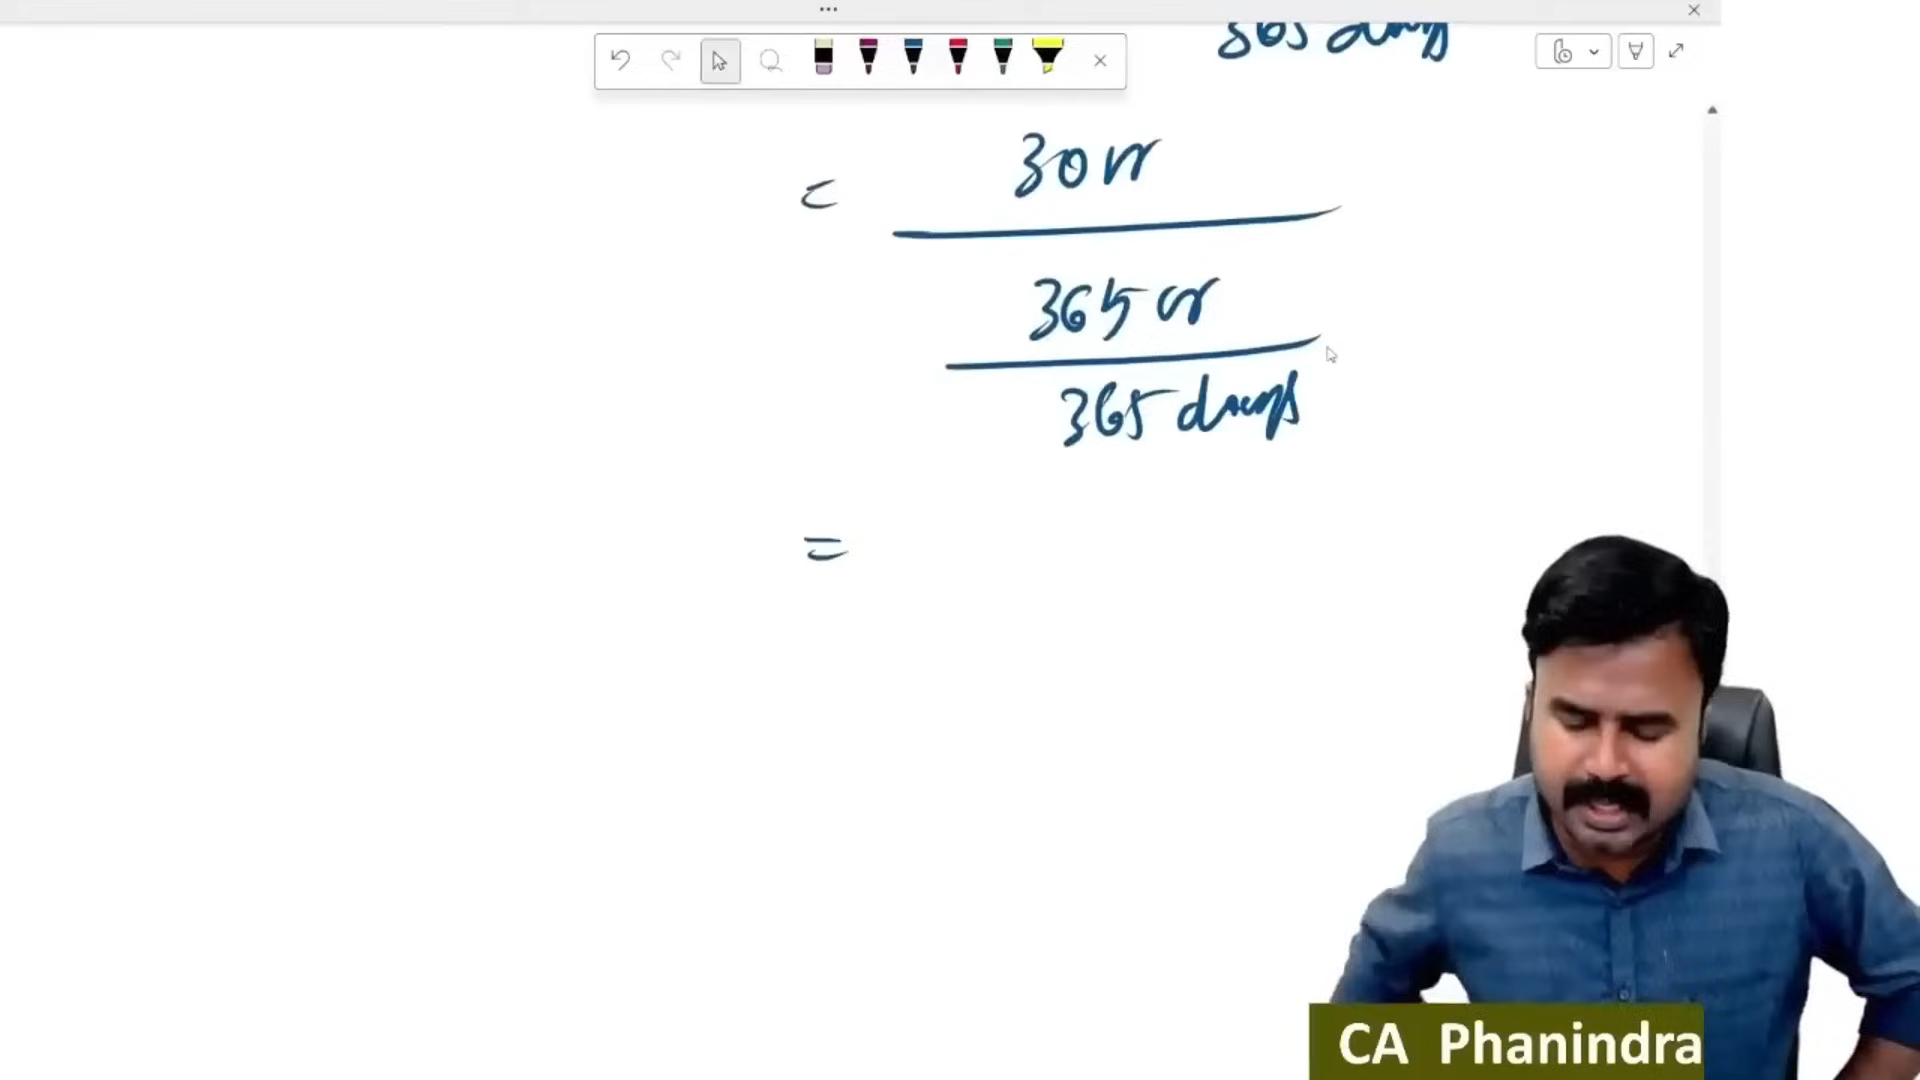 365 days
= 30 cr
365 cr
365 days
=
CA Phanindra